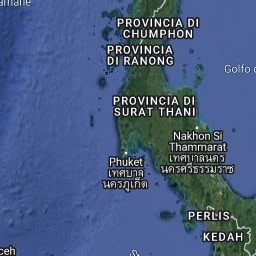 PROVINCIA DI
CHUMPHON
PROVINCIA
DI RANONG
Golfo
PROVINCIA DI
SURAT THANI
Nakhon Si
Thammarat
เทศบาลนคร
นครศรีธรรมราช
Phuket
เทศบาล
นครภูเก็ต
PERLIS
KEDAH